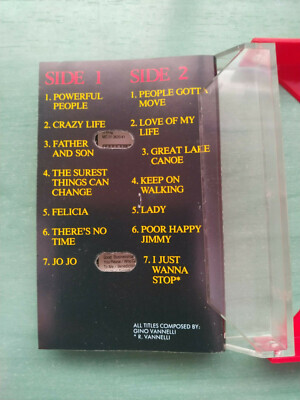 SIDE 1
1. POWERFUL
PEOPLE
2. CRAZY LIFE
3. FATHER
AND SON
4. THE SUREST
THINGS CAN
CHANGE
5. FELICIA
6. THERE'S NO
TIME
7. JO JO
SIDE 2
1. PEOPLE GOTTA
MOVE
2. LOVE OF MY
LIFE
3. GREAT LAKE
CANOE
4. KEEP ON
WALKING
5. LADY
6. POOR HAPPY
JIMMY
7. I JUST
WANNA
STOP*
ALL TITLES COMPOSED BY:
GINO VANNELLI
* R. VANNELLI